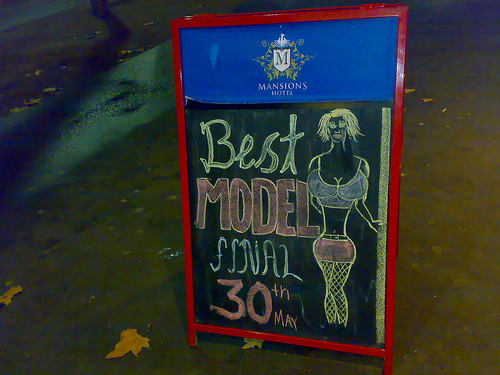 M
MANSIONS
HOTEL
Best
MODEL
FINAL
30th MAY